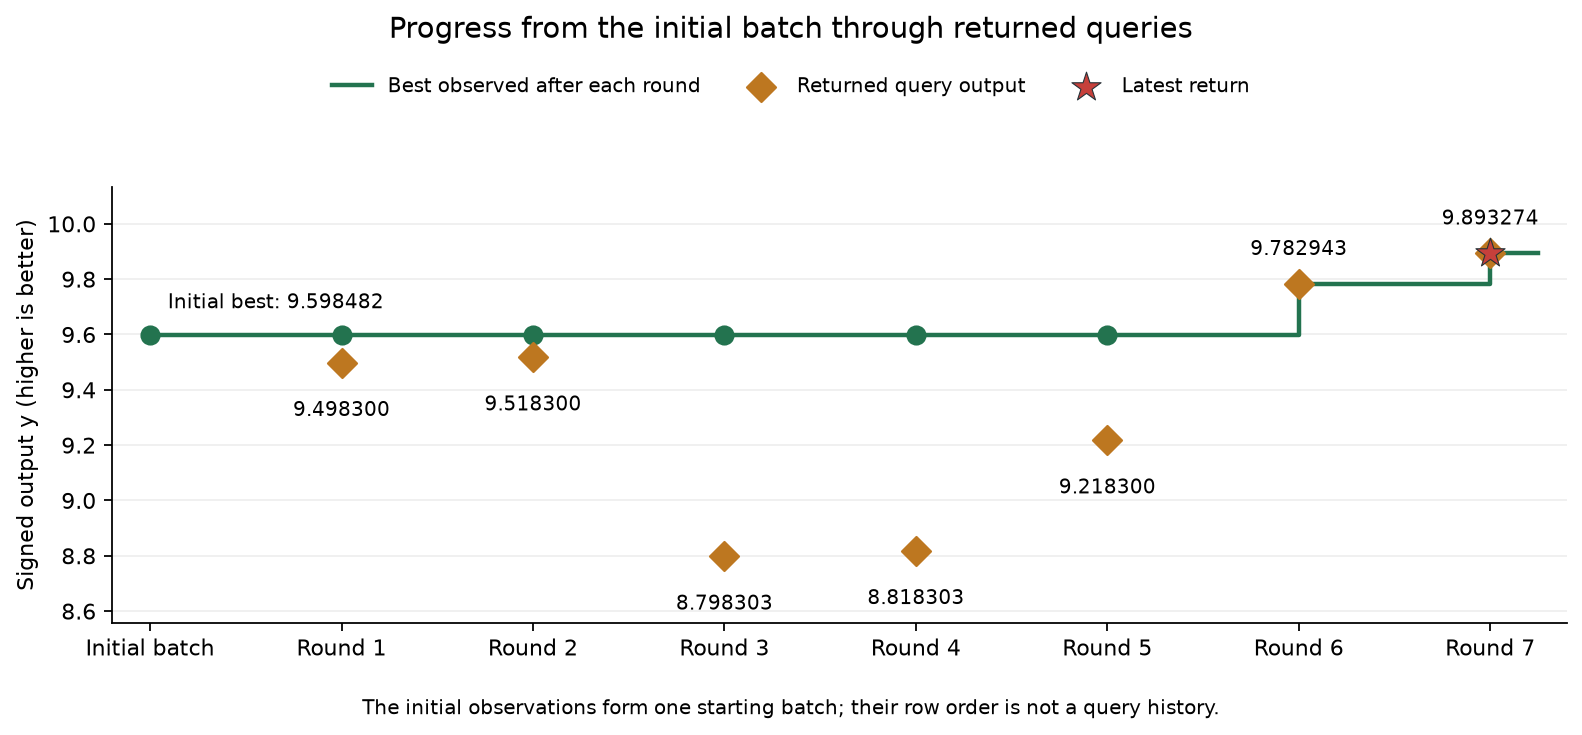 Progress from the initial batch through returned queries
Best observed after each round
Returned query output
Latest return
Signed output y (higher is better)
10.0
9.8
9.6
9.4
9.2
9.0
8.8
8.6
Initial best: 9.598482
9.498300
9.518300
8.798303
8.818303
9.218300
9.782943
9.893274
Initial batch
Round 1
Round 2
Round 3
Round 4
Round 5
Round 6
Round 7
The initial observations form one starting batch; their row order is not a query history.